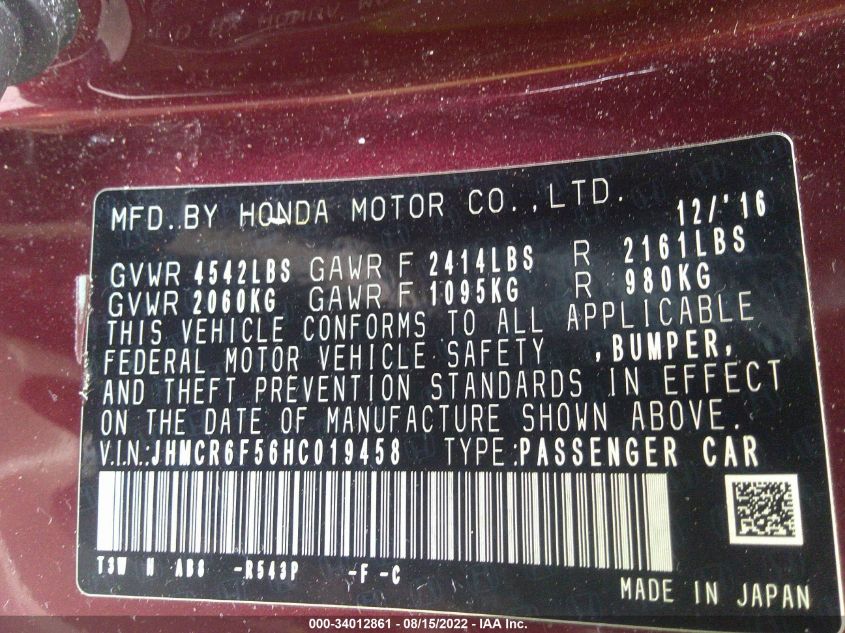 MFD. BY HONDA MOTOR CO., LTD. 12/'16
GVWR 4542LBS GAWR F 2414LBS R 2161LBS
GVWR 2060KG GAWR F 1095KG R 980KG
THIS VEHICLE CONFORMS TO ALL APPLICABLE
FEDERAL MOTOR VEHICLE SAFETY , BUMPER,
AND THEFT PREVENTION STANDARDS IN EFFECT
ON THE DATE OF MANUFACTURE SHOWN ABOVE.
V.I.N.:JHMCR6F56HC019458 TYPE:PASSENGER CAR
T3W N AB8 -R543P -F -C
MADE IN JAPAN
000-34012861 - 08/15/2022 - IAA Inc.